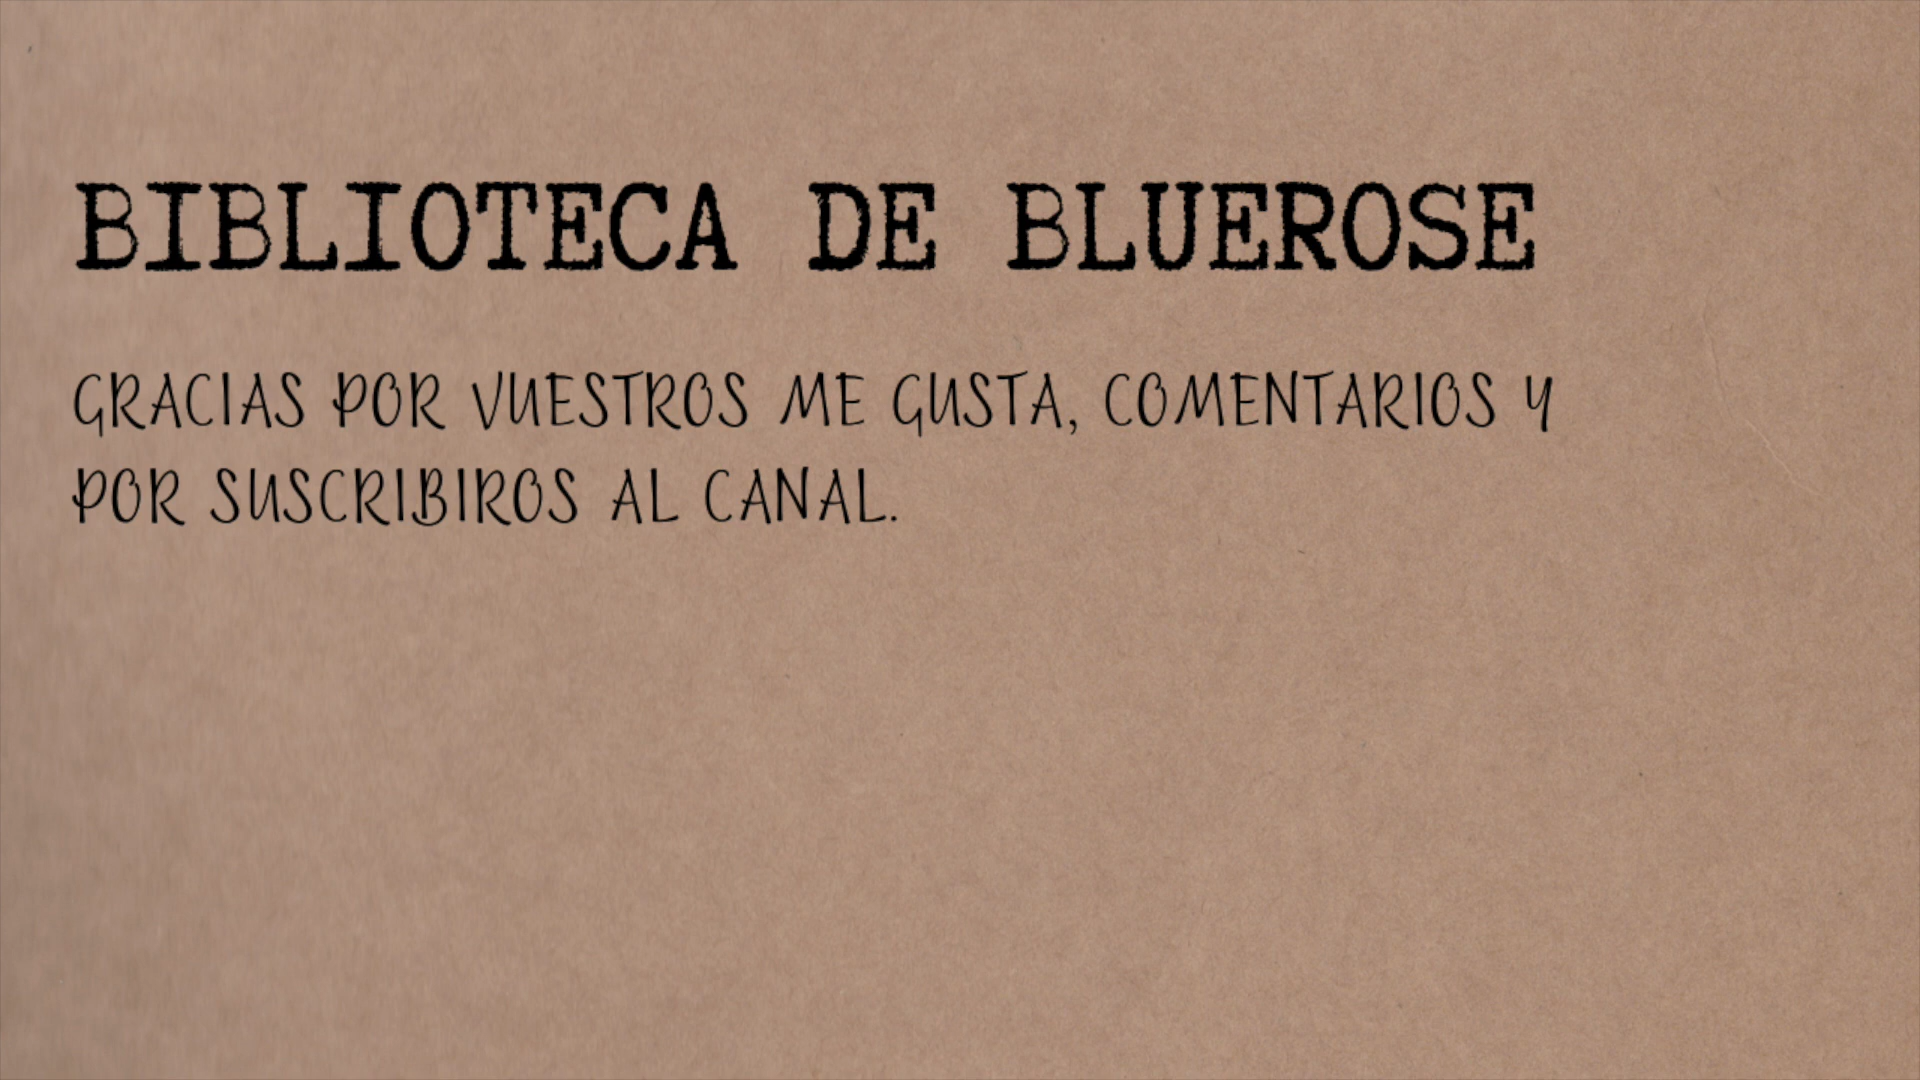 BIBLIOTECA DE BLUEROSE
GRACIAS POR VUESTROS ME GUSTA, COMENTARIOS Y
POR SUSCRIBIROS AL CANAL.